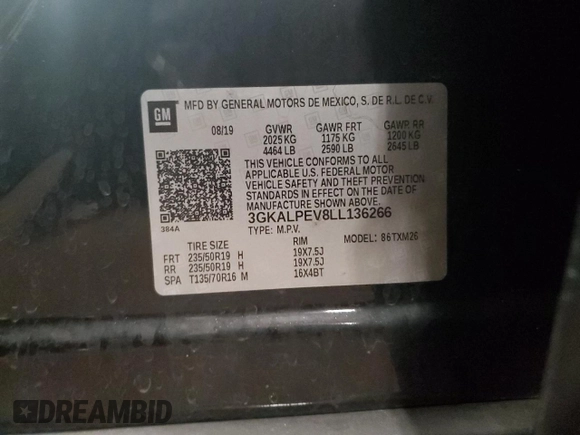 GM
MFD BY GENERAL MOTORS DE MEXICO, S. DE R.L. DE C.V.
08/19 GVWR GAWR FRT GAWR RR
2025 KG 1175 KG 1200 KG
4464 LB 2590 LB 2645 LB
THIS VEHICLE CONFORMS TO ALL
APPLICABLE U.S. FEDERAL MOTOR
VEHICLE SAFETY AND THEFT PREVENTION
STANDARDS IN EFFECT ON THE DATE OF
MANUFACTURE SHOWN ABOVE.
384A
3GKALPEV8LL136266
TYPE: M.P.V. MODEL: 86TXM26
TIRE SIZE RIM
FRT 235/50R19 H 19X7.5J
RR 235/50R19 H 19X7.5J
SPA T135/70R16 M 16X4BT
DREAMBID